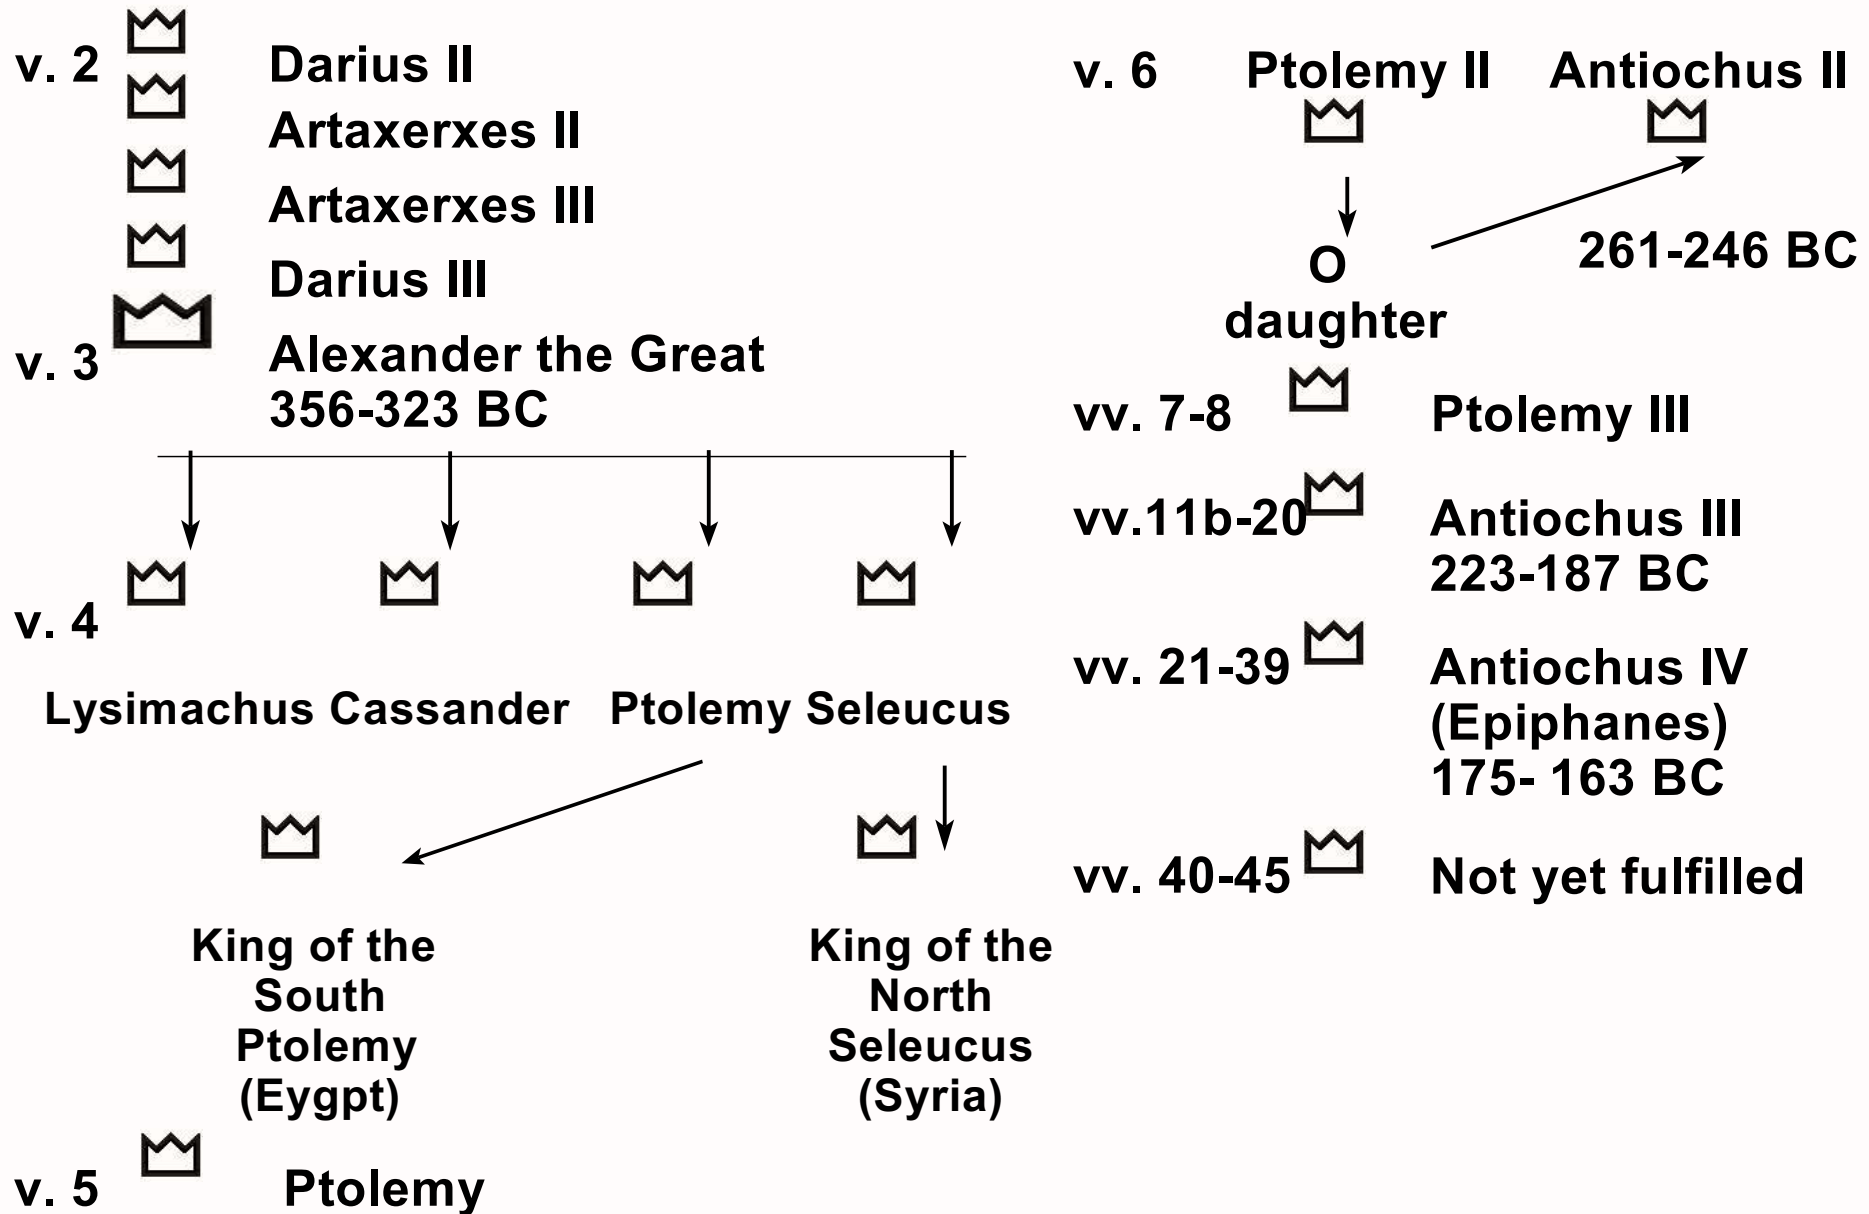 v. 2
Darius II
Artaxerxes II
Artaxerxes III
Darius III
v. 3
Alexander the Great
356-323 BC
v. 4
Lysimachus Cassander Ptolemy Seleucus
King of the
South
Ptolemy
(Eygpt)
King of the
North
Seleucus
(Syria)
v. 5 Ptolemy
v. 6 Ptolemy II Antiochus II
261-246 BC
O
daughter
vv. 7-8 Ptolemy III
vv.11b-20 Antiochus III
223-187 BC
vv. 21-39 Antiochus IV
(Epiphanes)
175- 163 BC
vv. 40-45 Not yet fulfilled